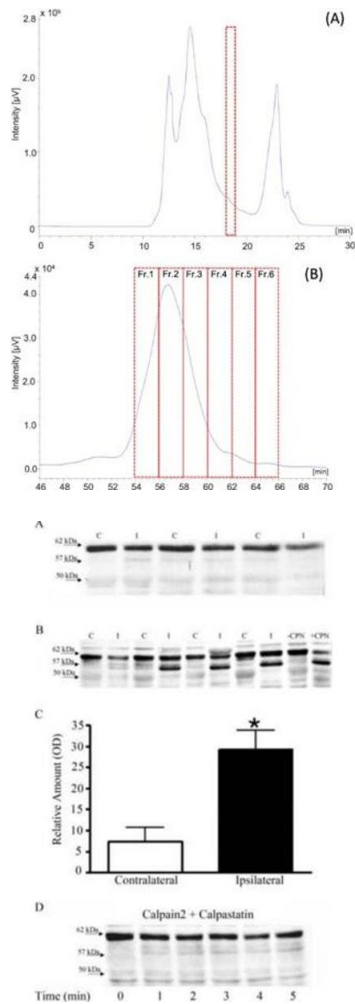 (A)
x 10⁵
2.8
2.0
1.0
0.0
Intensity [µV]
0 5 10 15 20 25 30
[min]
(B)
x 10⁴
4.4
4.0
3.0
2.0
1.0
0.0
Intensity [µV]
Fr.1 Fr.2 Fr.3 Fr.4 Fr.5 Fr.6
46 48 50 52 54 56 58 60 62 64 66 68 70
[min]
A
C I C I C I
62 kDa
57 kDa
50 kDa
B
C I C I C I C I -CPN +CPN
62 kDa
57 kDa
50 kDa
C
35
30
25
20
15
10
5
0
Relative Amount (OD)
*
Contralateral Ipsilateral
D
Calpain2 + Calpastatin
62 kDa
57 kDa
50 kDa
Time (min) 0 1 2 3 4 5